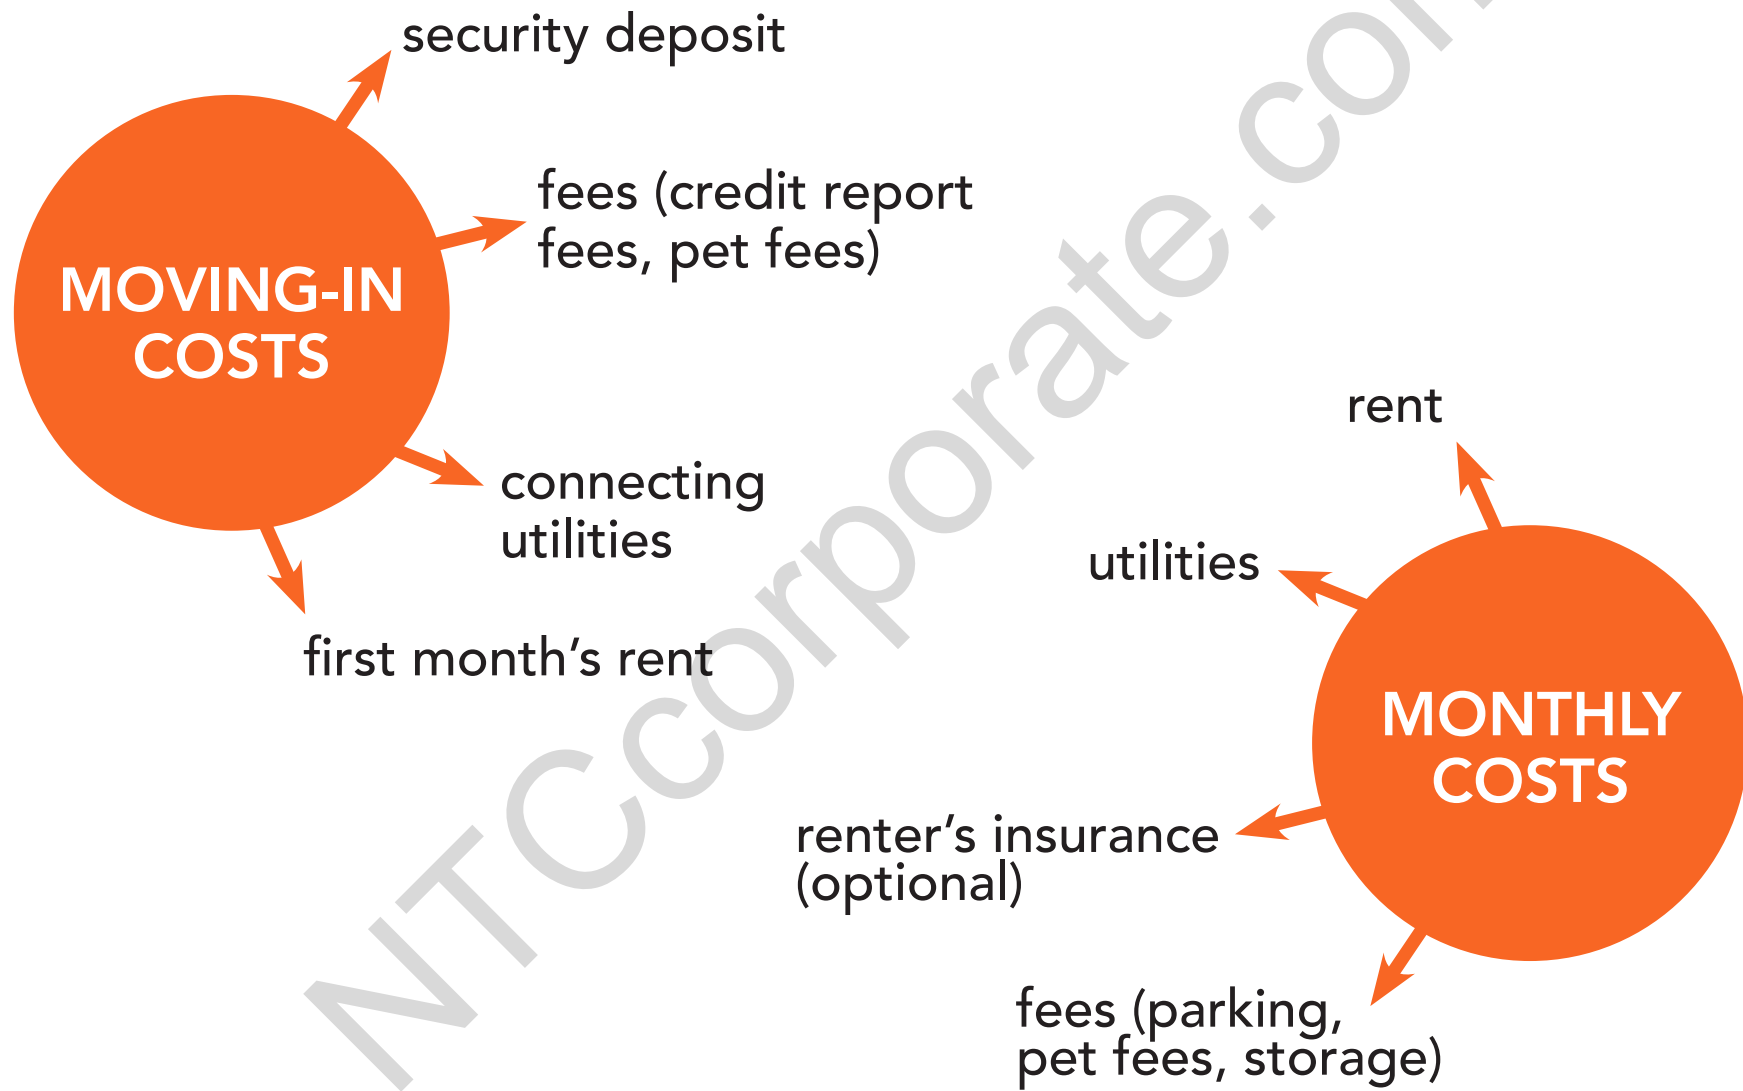 security deposit
fees (credit report
fees, pet fees)
MOVING-IN
COSTS
connecting
utilities
first month’s rent
rent
utilities
MONTHLY
COSTS
renter’s insurance
(optional)
fees (parking,
pet fees, storage)
NTCcorporate.com